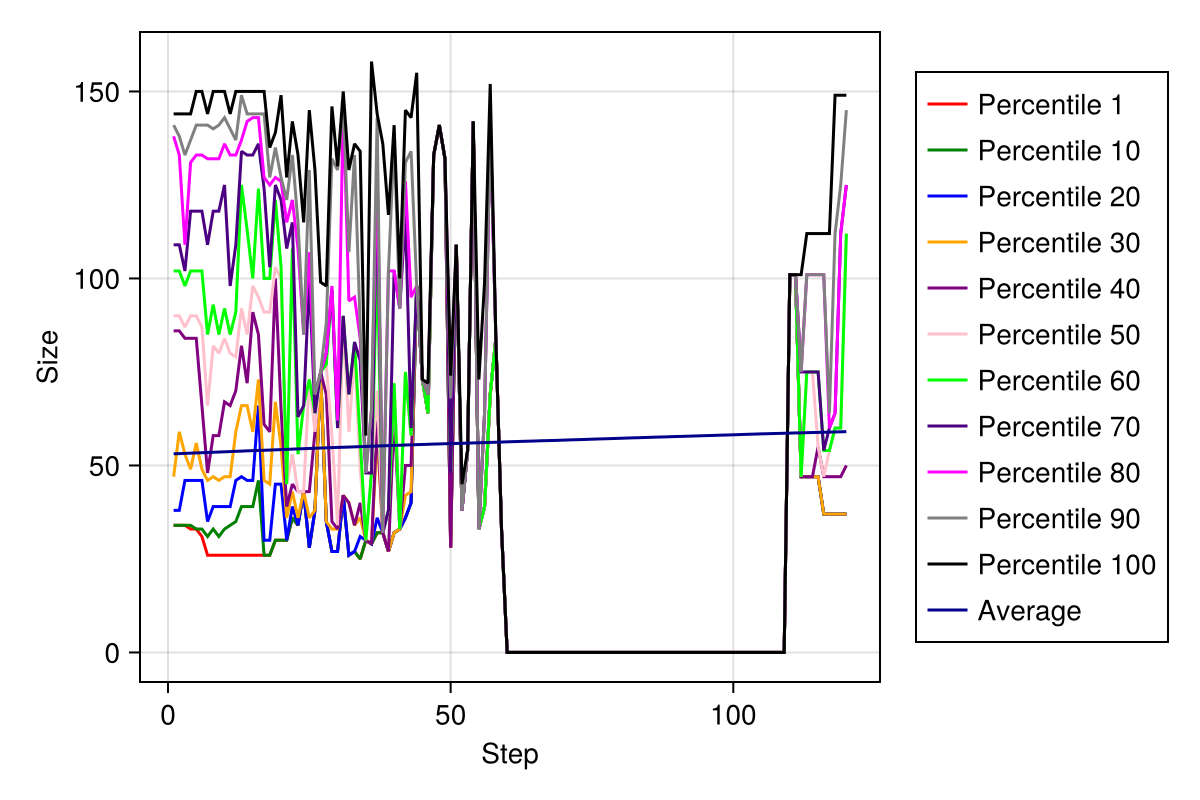 150
100
50
0
Size
0
50
100
Step
Percentile 1
Percentile 10
Percentile 20
Percentile 30
Percentile 40
Percentile 50
Percentile 60
Percentile 70
Percentile 80
Percentile 90
Percentile 100
Average